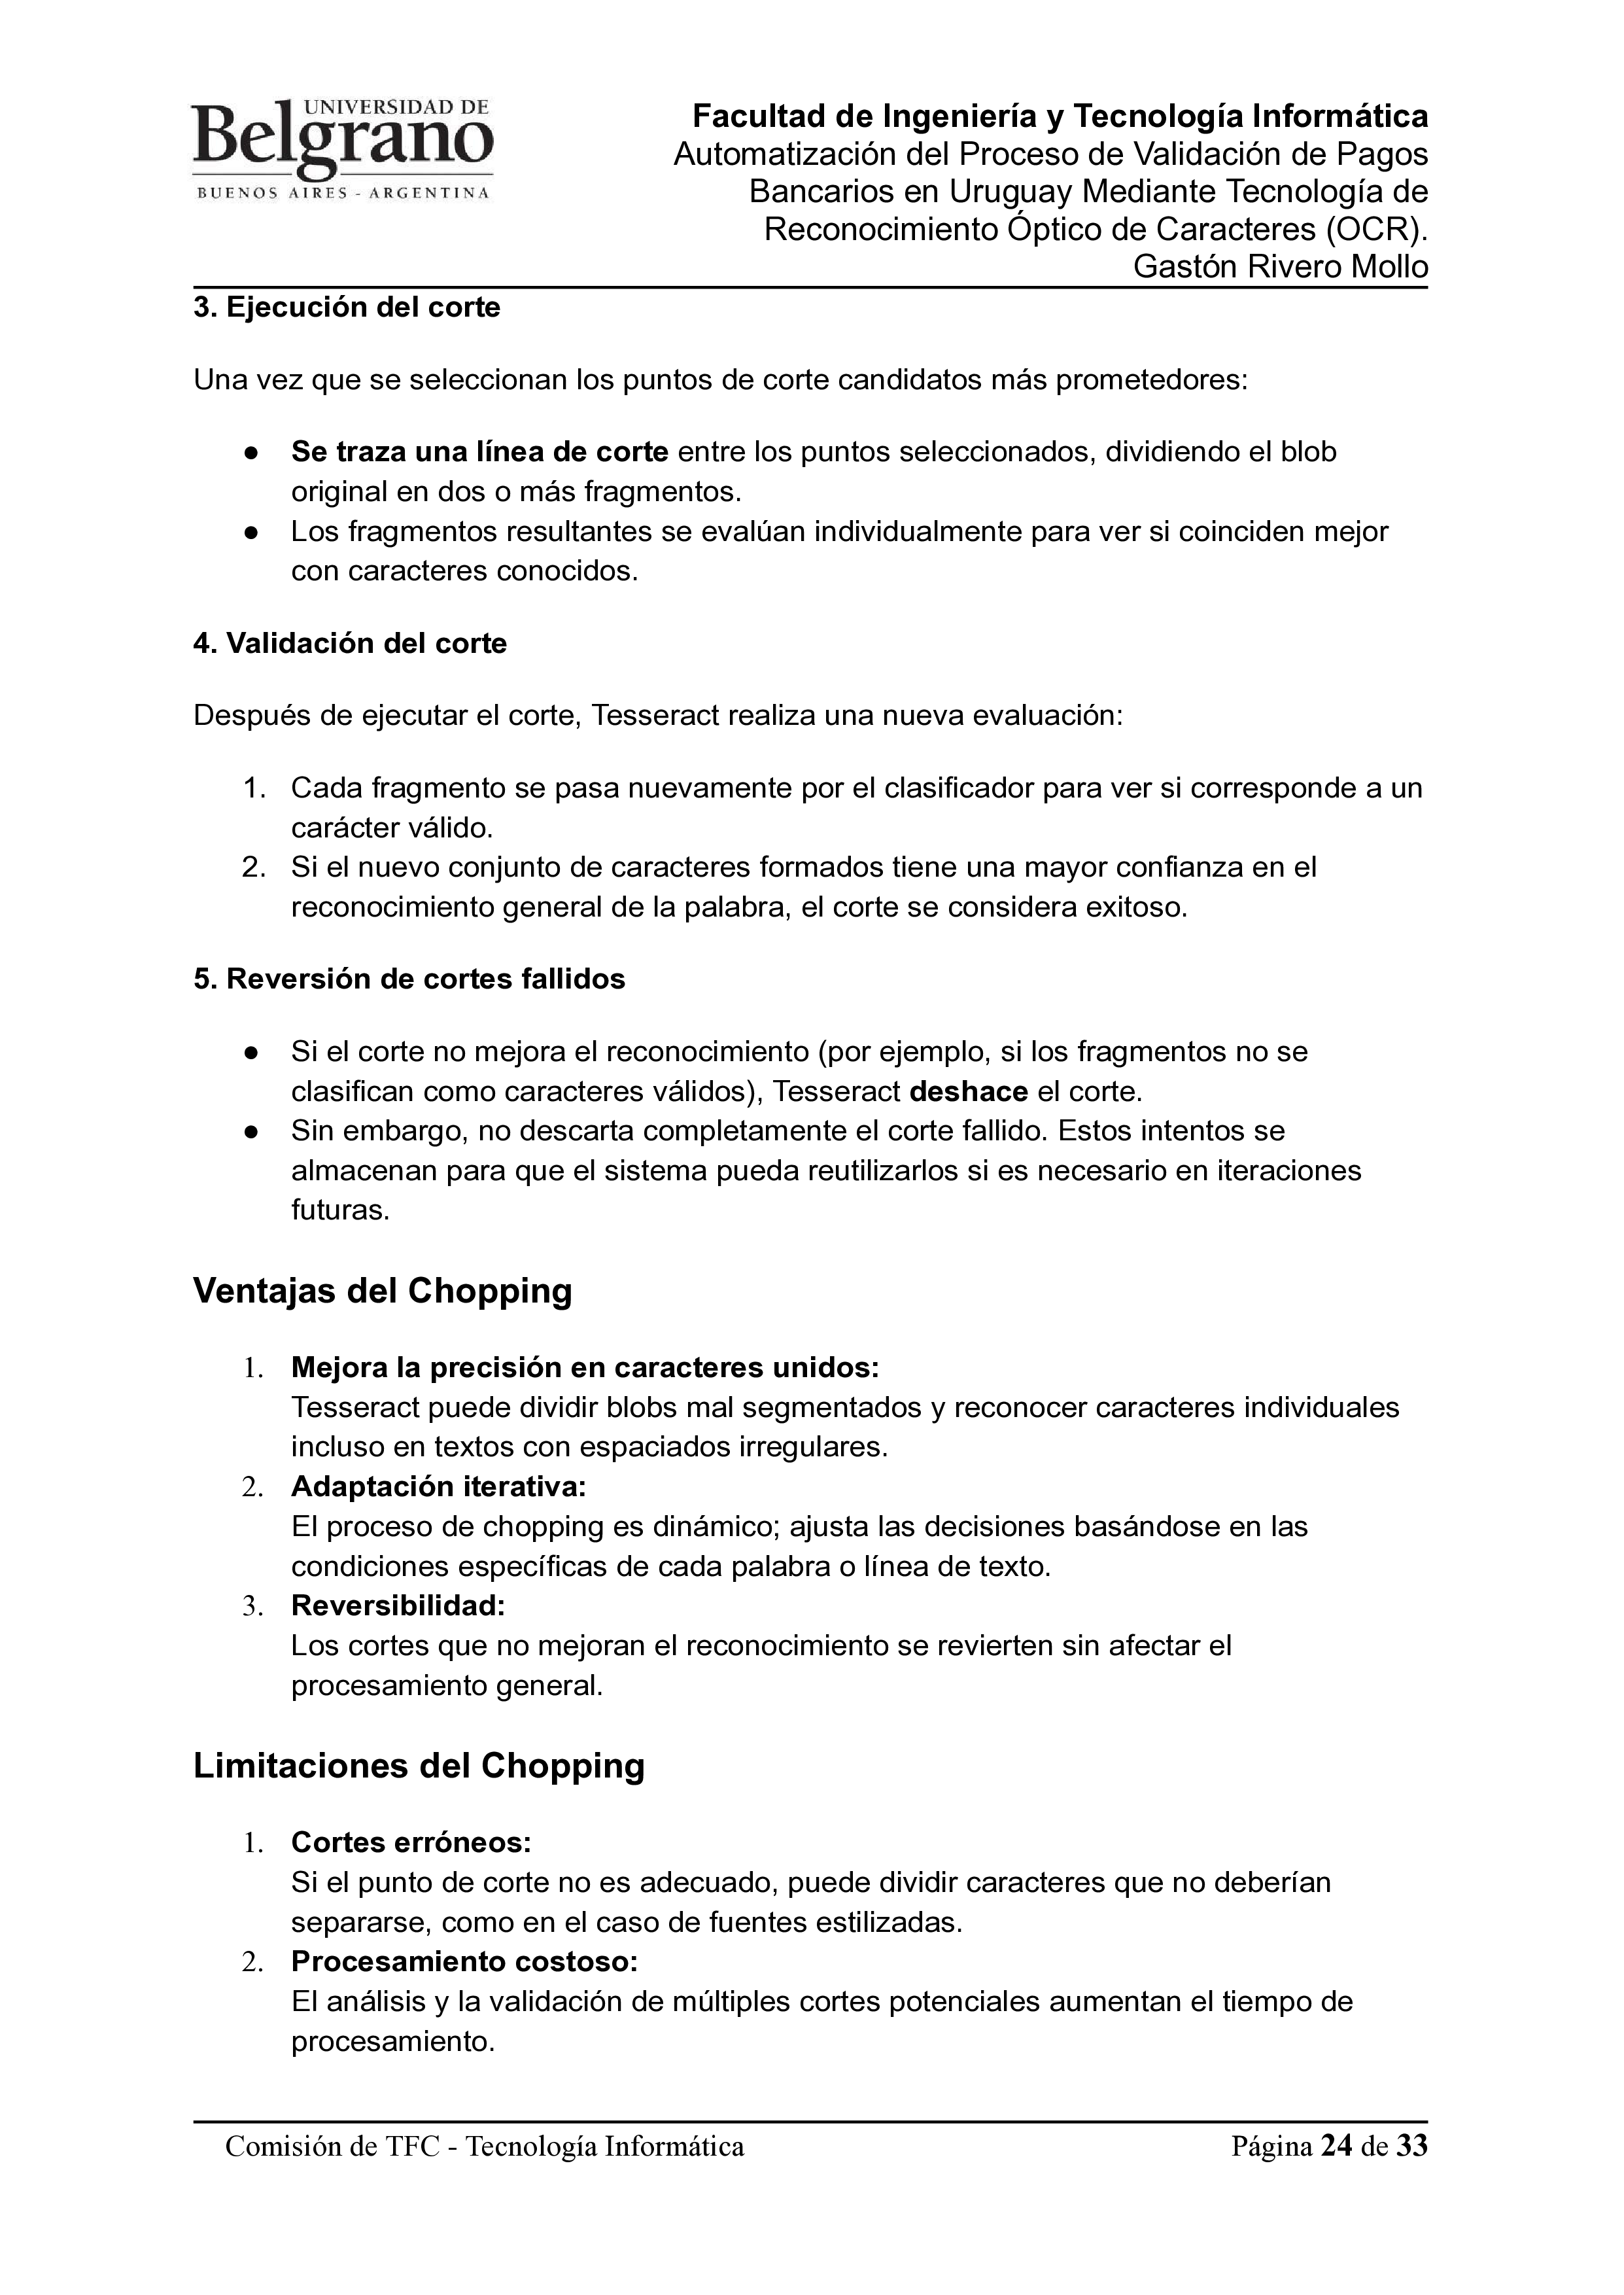 UNIVERSIDAD DE
Belgrano
BUENOS AIRES - ARGENTINA
Facultad de Ingeniería y Tecnología Informática
Automatización del Proceso de Validación de Pagos
Bancarios en Uruguay Mediante Tecnología de
Reconocimiento Óptico de Caracteres (OCR).
Gastón Rivero Mollo
3. Ejecución del corte
Una vez que se seleccionan los puntos de corte candidatos más prometedores:
● Se traza una línea de corte entre los puntos seleccionados, dividiendo el blob
original en dos o más fragmentos.
● Los fragmentos resultantes se evalúan individualmente para ver si coinciden mejor
con caracteres conocidos.
4. Validación del corte
Después de ejecutar el corte, Tesseract realiza una nueva evaluación:
1. Cada fragmento se pasa nuevamente por el clasificador para ver si corresponde a un
carácter válido.
2. Si el nuevo conjunto de caracteres formados tiene una mayor confianza en el
reconocimiento general de la palabra, el corte se considera exitoso.
5. Reversión de cortes fallidos
● Si el corte no mejora el reconocimiento (por ejemplo, si los fragmentos no se
clasifican como caracteres válidos), Tesseract deshace el corte.
● Sin embargo, no descarta completamente el corte fallido. Estos intentos se
almacenan para que el sistema pueda reutilizarlos si es necesario en iteraciones
futuras.
Ventajas del Chopping
1. Mejora la precisión en caracteres unidos:
Tesseract puede dividir blobs mal segmentados y reconocer caracteres individuales
incluso en textos con espaciados irregulares.
2. Adaptación iterativa:
El proceso de chopping es dinámico; ajusta las decisiones basándose en las
condiciones específicas de cada palabra o línea de texto.
3. Reversibilidad:
Los cortes que no mejoran el reconocimiento se revierten sin afectar el
procesamiento general.
Limitaciones del Chopping
1. Cortes erróneos:
Si el punto de corte no es adecuado, puede dividir caracteres que no deberían
separarse, como en el caso de fuentes estilizadas.
2. Procesamiento costoso:
El análisis y la validación de múltiples cortes potenciales aumentan el tiempo de
procesamiento.
Comisión de TFC - Tecnología Informática Página 24 de 33